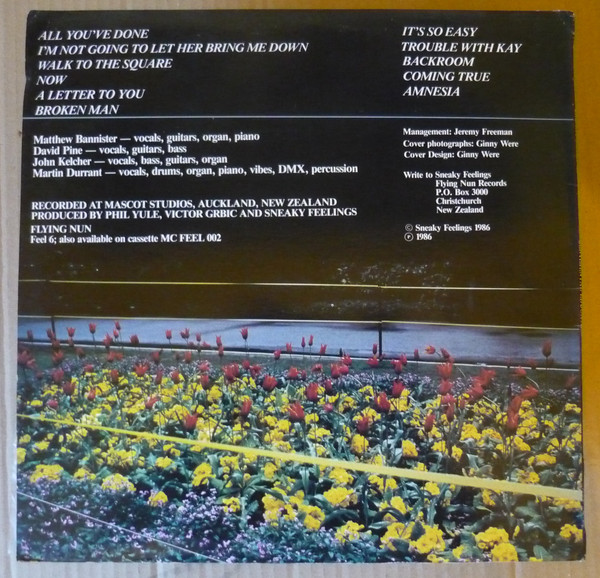 ALL YOU'VE DONE
I'M NOT GOING TO LET HER BRING ME DOWN
WALK TO THE SQUARE
NOW
A LETTER TO YOU
BROKEN MAN
IT'S SO EASY
TROUBLE WITH KAY
BACKROOM
COMING TRUE
AMNESIA
Matthew Bannister — vocals, guitars, organ, piano
David Pine — vocals, guitars, bass
John Kelcher — vocals, bass, guitars, organ
Martin Durrant — vocals, drums, organ, piano, vibes, DMX, percussion
RECORDED AT MASCOT STUDIOS, AUCKLAND, NEW ZEALAND
PRODUCED BY PHIL YULE, VICTOR GRBIC AND SNEAKY FEELINGS
FLYING NUN
Feel 6; also available on cassette MC FEEL 002
Management: Jeremy Freeman
Cover photographs: Ginny Were
Cover Design: Ginny Were
Write to Sneaky Feelings
Flying Nun Records
P.O. Box 3000
Christchurch
New Zealand
© Sneaky Feelings 1986
℗ 1986